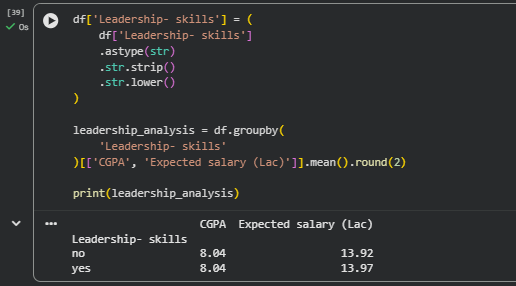 [39]
0s
df['Leadership- skills'] = (
    df['Leadership- skills']
    .astype(str)
    .str.strip()
    .str.lower()
)
leadership_analysis = df.groupby(
    'Leadership- skills'
)[['CGPA', 'Expected salary (Lac)']].mean().round(2)
print(leadership_analysis)
                    CGPA  Expected salary (Lac)
Leadership- skills
no                  8.04                  13.92
yes                 8.04                  13.97